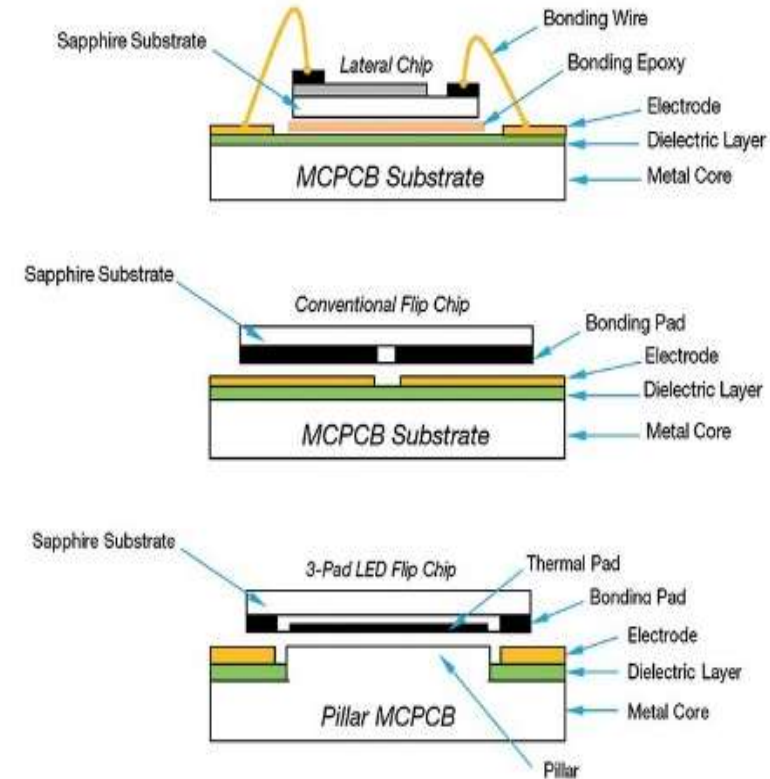 Bonding Wire
Sapphire Substrate
Lateral Chip
Bonding Epoxy
Electrode
Dielectric Layer
MCPCB Substrate
Metal Core
Sapphire Substrate
Conventional Flip Chip
Bonding Pad
Electrode
Dielectric Layer
MCPCB Substrate
Metal Core
Sapphire Substrate
3-Pad LED Flip Chip
Thermal Pad
Bonding Pad
Electrode
Dielectric Layer
Pillar MCPCB
Metal Core
Pillar